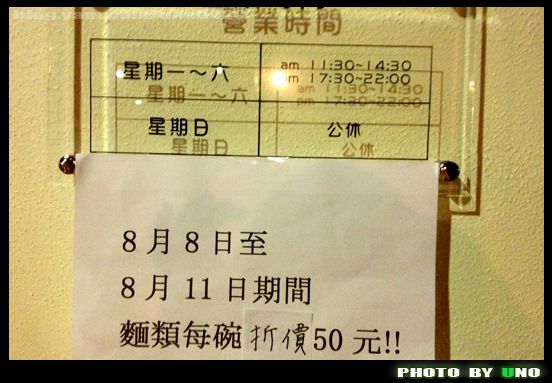 營業時間
星期一～六 am 11:30~14:30
pm 17:30~22:00
星期日 公休
8月8日至
8月11日期間
麵類每碗折價50元!!
PHOTO BY UNO